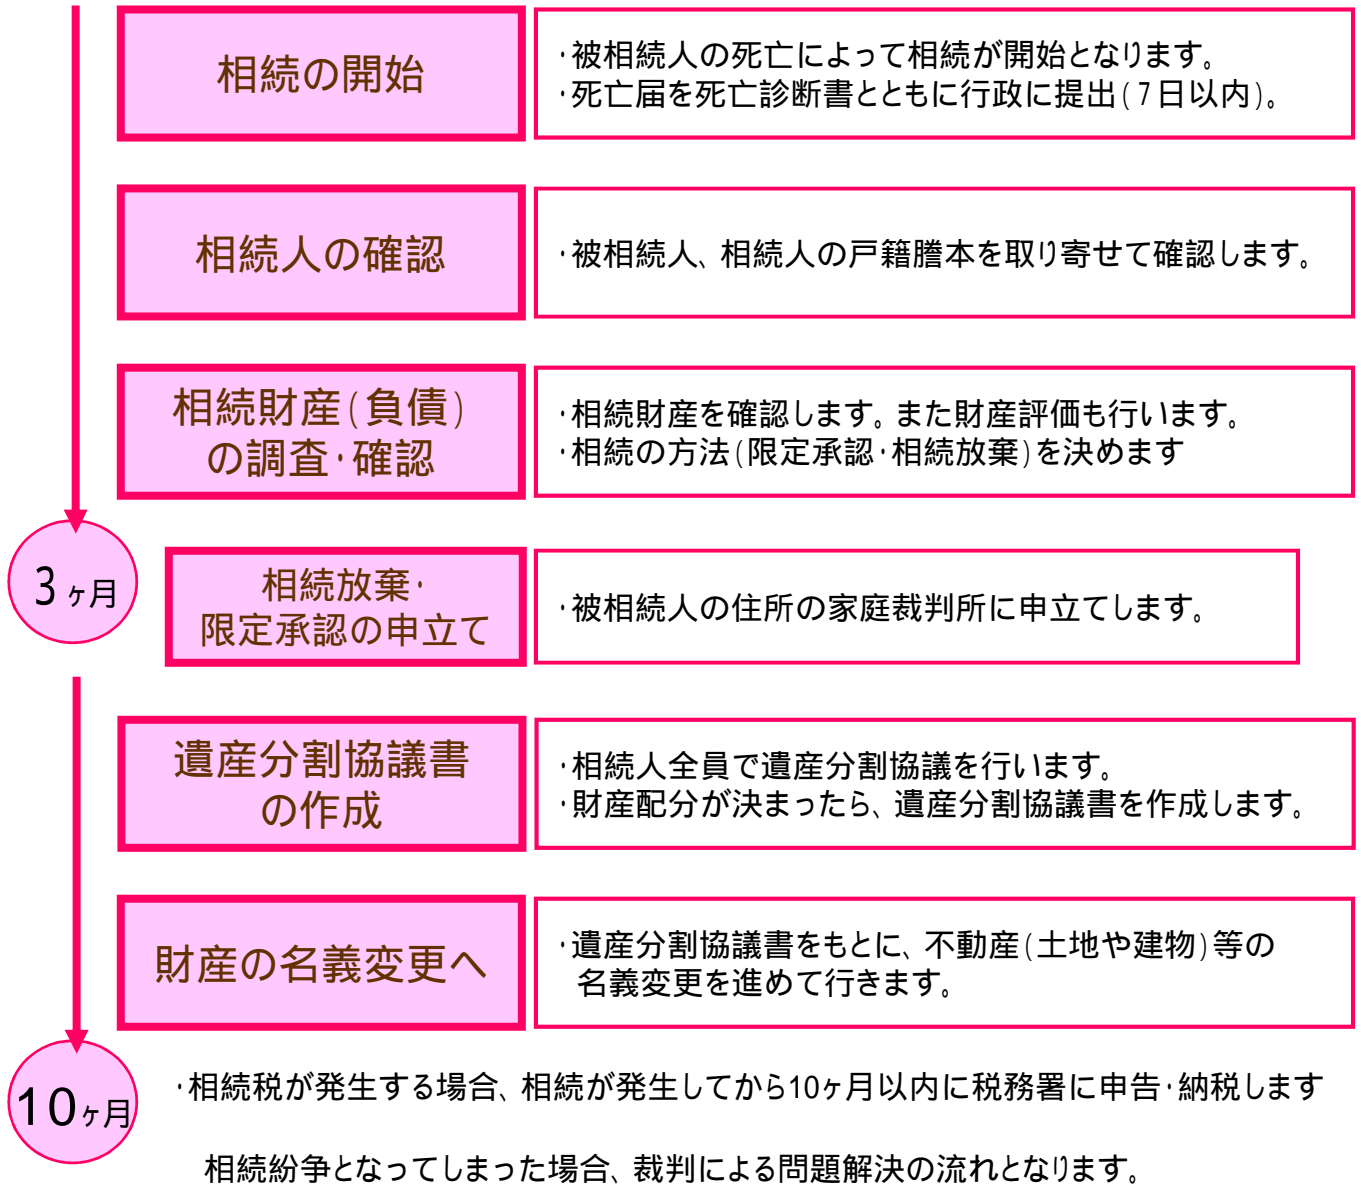 相続の開始
・被相続人の死亡によって相続が開始となります。
・死亡届を死亡診断書とともに行政に提出(7日以内)。
相続人の確認
・被相続人、相続人の戸籍謄本を取り寄せて確認します。
相続財産(負債)
の調査・確認
・相続財産を確認します。また財産評価も行います。
・相続の方法(限定承認・相続放棄)を決めます
3ヶ月
相続放棄・
限定承認の申立て
・被相続人の住所の家庭裁判所に申立てします。
遺産分割協議書
の作成
・相続人全員で遺産分割協議を行います。
・財産配分が決まったら、遺産分割協議書を作成します。
財産の名義変更へ
・遺産分割協議書をもとに、不動産(土地や建物)等の
名義変更を進めて行きます。
10ヶ月
・相続税が発生する場合、相続が発生してから10ヶ月以内に税務署に申告・納税します
相続紛争となってしまった場合、裁判による問題解決の流れとなります。